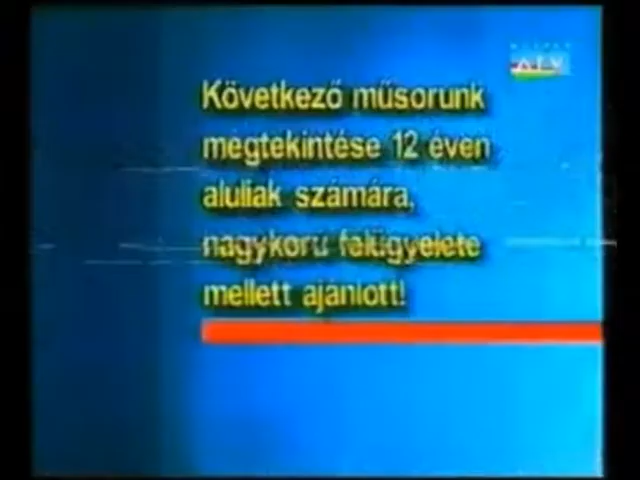 ATV
Következő műsorunk
megtekintése 12 éven
aluliak számára,
nagykorú felügyelete
mellett ajánlott!